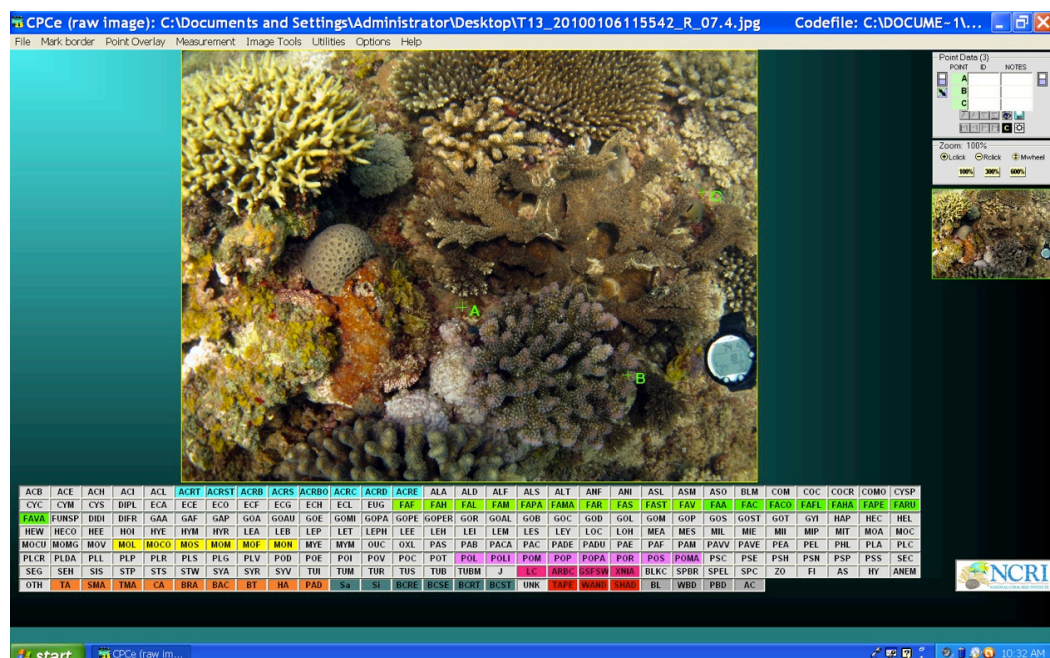 CPCe (raw image): C:\Documents and Settings\Administrator\Desktop\T13_20100106115542_R_07.4.jpg Codefile: C:\DOCUME~1\...
File Mark border Point Overlay Measurement Image Tools Utilities Options Help
Point Data (3)
POINT ID NOTES
A
B
C
Zoom: 100%
Lclick Rclick Mwheel
100% 300% 600%
C
A
B
ACB ACE ACH ACI ACL ACRT ACRST ACRB ACRS ACRBO ACRC ACRD ACRE ALA ALD ALF ALS ALT ANF ANI ASL ASM ASO BLM COM COC COCR COMO CYSP
CYC CYM CYS DIPL ECA ECE ECO ECF ECG ECH ECL EUG FAF FAH FAL FAM FAPA FAMA FAR FAS FAST FAV FAA FAC FACO FAFL FAHA FAPE FARU
FAVA FUNSP DIDI DIFR GAA GAF GAP GOA GOAU GOE GOMI GOPA GOPE GOPER GOR GOAL GOB GOC GOD GOL GOM GOP GOS GOST GOT GYI HAP HEC HEL
HEW HECO HEE HOI HYE HYM HYR LEA LEB LEP LET LEPH LEE LEH LEI LEL LEM LES LEY LOC LOH MEA MES MIL MIE MII MIP MIT MOA MOC
MOCU MOMG MOV MOL MOCO MOS MOM MOF MON MYE MYM OUC OXL PAS PAB PACA PAC PADE PADU PAE PAF PAM PAVV PAVE PEA PEL PHL PLA PLC
PLCR PLDA PLL PLP PLR PLS PLG PLV POD POE POI POV POC POT POL POLI POM POP POPA POR POS POMA PSC PSE PSH PSN PSP PSS SEC
SEG SEH SIS STP STS STW SYA SYR SYV TUI TUM TUR TUS TUB TUBM J LC ARBC GSFSW XNIA BLKC SPBR SPEL SPC ZO FI AS HY ANEM
OTH TA SMA TMA CA BRA BAC BT HA PAD Sa Si BCRE BCSE BCRT BCST UNK TAPE WAND SHAD BL WBD PBD AC
NCRI
start CPCe (raw im... 10:32 AM